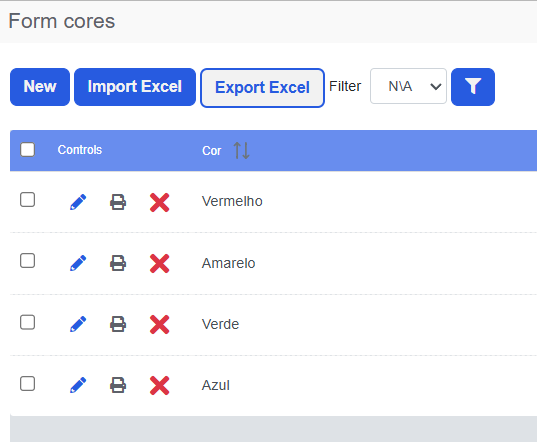 Form cores
New Import Excel Export Excel Filter N\A
Controls Cor
Vermelho
Amarelo
Verde
Azul